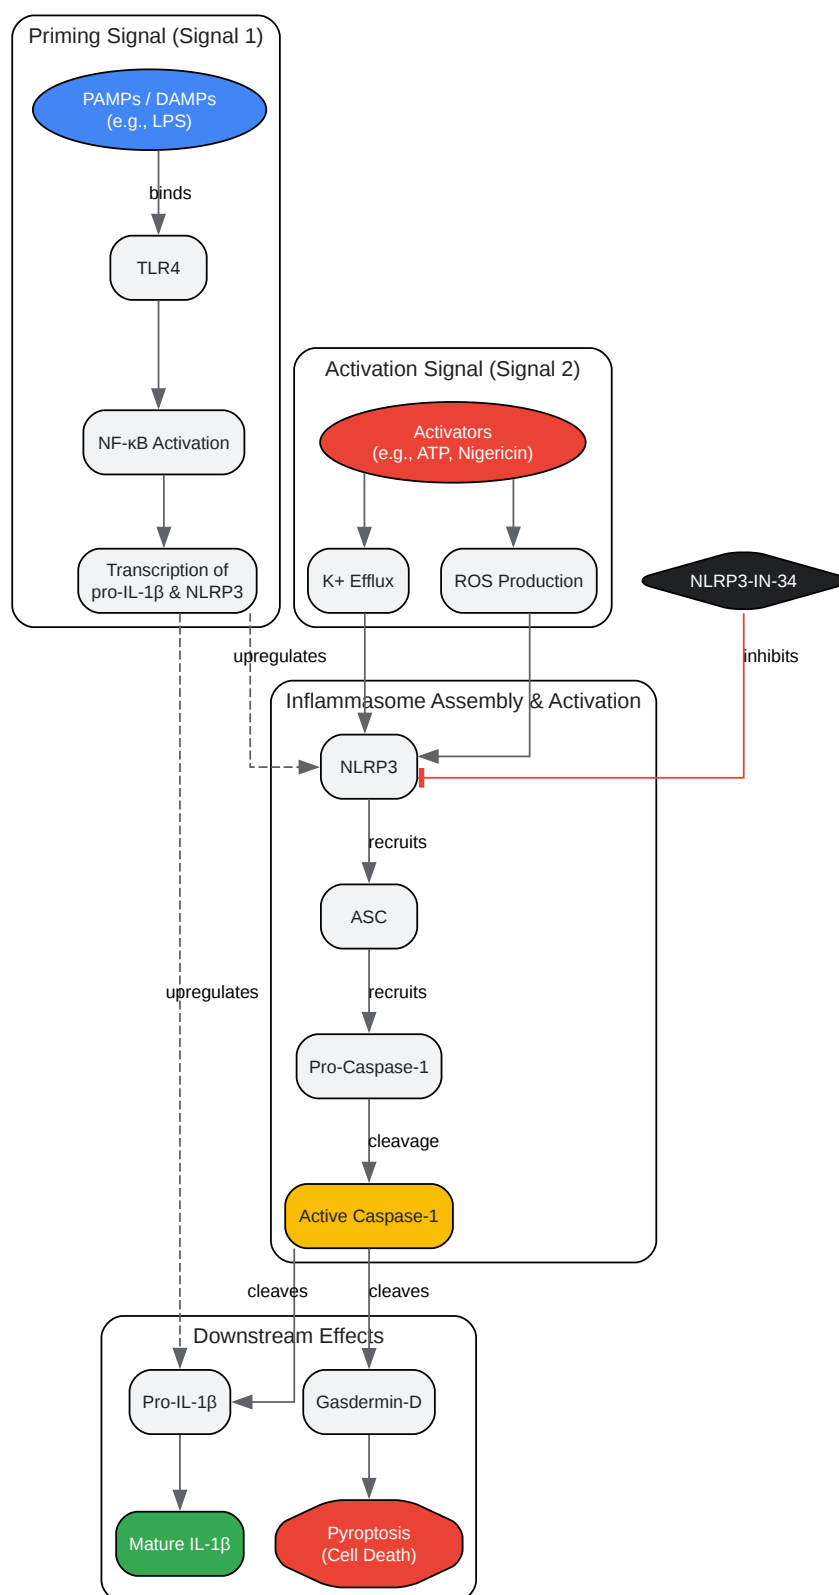 Priming Signal (Signal 1)
PAMPs / DAMPs
(e.g., LPS)
binds
TLR4
NF-κB Activation
Transcription of
pro-IL-1β & NLRP3
Activation Signal (Signal 2)
Activators
(e.g., ATP, Nigericin)
K+ Efflux
ROS Production
NLRP3-IN-34
upregulates
inhibits
Inflammasome Assembly & Activation
NLRP3
recruits
ASC
recruits
upregulates
Pro-Caspase-1
cleavage
Active Caspase-1
cleaves
cleaves
Downstream Effects
Pro-IL-1β
Gasdermin-D
Mature IL-1β
Pyroptosis
(Cell Death)